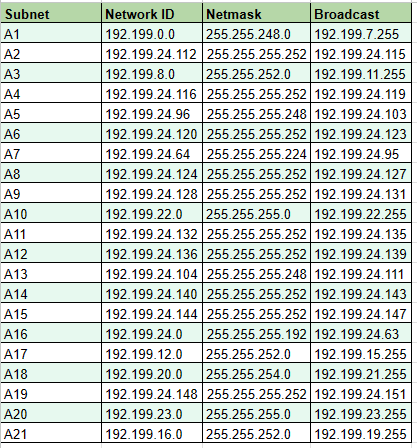 Subnet Network ID Netmask Broadcast
A1 192.199.0.0 255.255.248.0 192.199.7.255
A2 192.199.24.112 255.255.255.252 192.199.24.115
A3 192.199.8.0 255.255.252.0 192.199.11.255
A4 192.199.24.116 255.255.255.252 192.199.24.119
A5 192.199.24.96 255.255.255.248 192.199.24.103
A6 192.199.24.120 255.255.255.252 192.199.24.123
A7 192.199.24.64 255.255.255.224 192.199.24.95
A8 192.199.24.124 255.255.255.252 192.199.24.127
A9 192.199.24.128 255.255.255.252 192.199.24.131
A10 192.199.22.0 255.255.255.0 192.199.22.255
A11 192.199.24.132 255.255.255.252 192.199.24.135
A12 192.199.24.136 255.255.255.252 192.199.24.139
A13 192.199.24.104 255.255.255.248 192.199.24.111
A14 192.199.24.140 255.255.255.252 192.199.24.143
A15 192.199.24.144 255.255.255.252 192.199.24.147
A16 192.199.24.0 255.255.255.192 192.199.24.63
A17 192.199.12.0 255.255.252.0 192.199.15.255
A18 192.199.20.0 255.255.254.0 192.199.21.255
A19 192.199.24.148 255.255.255.252 192.199.24.151
A20 192.199.23.0 255.255.255.0 192.199.23.255
A21 192.199.16.0 255.255.252.0 192.199.19.255